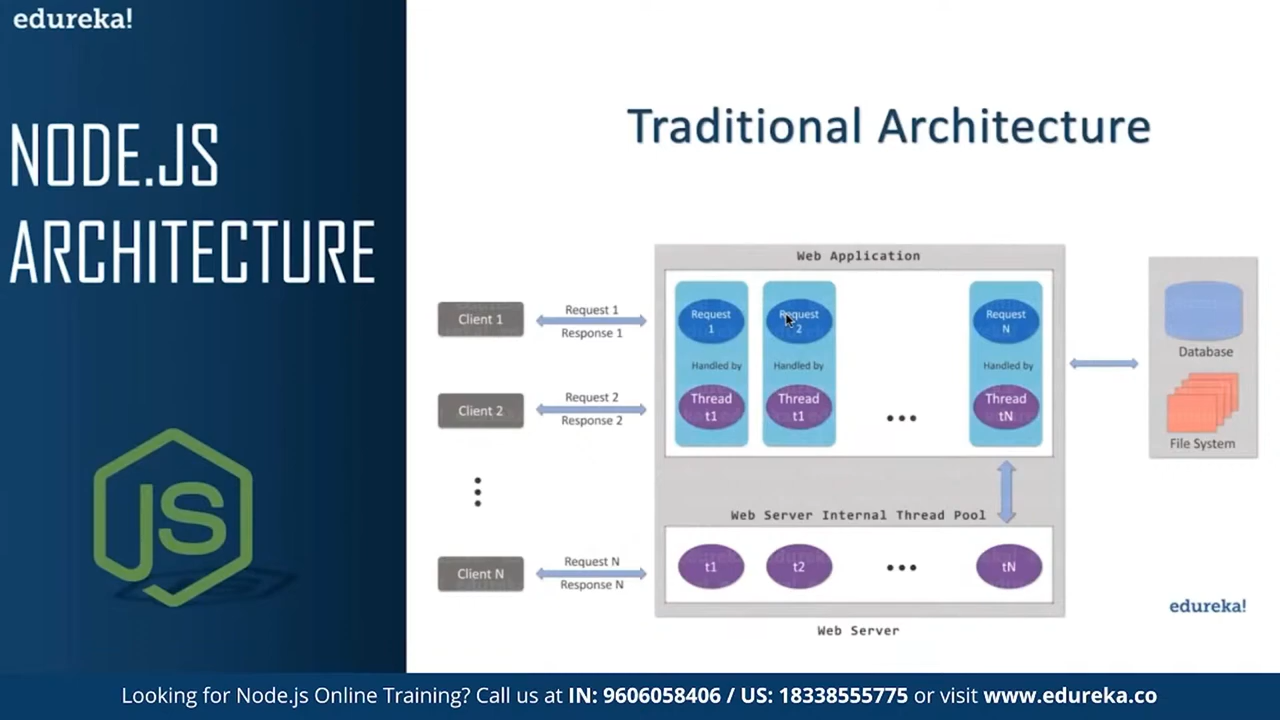 edureka!
NODE.JS
ARCHITECTURE
JS
Traditional Architecture
Web Application
Client 1
Request 1
Response 1
Client 2
Request 2
Response 2
Client N
Request N
Response N
Request
1
Handled by
Thread
t1
Request
2
Handled by
Thread
t1
Request
N
Handled by
Thread
tN
Database
File System
Web Server Internal Thread Pool
t1
t2
tN
Web Server
edureka!
Looking for Node.js Online Training? Call us at IN: 9606058406 / US: 18338555775 or visit www.edureka.co